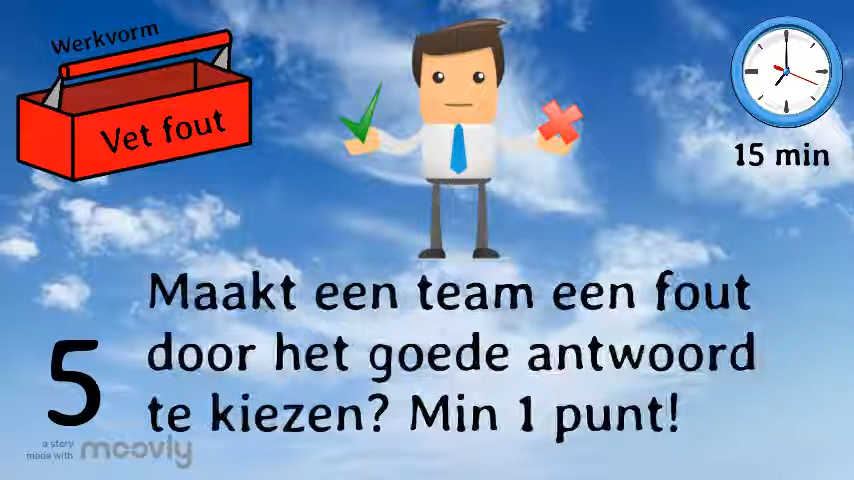 Werkvorm
Vet fout
15 min
5
Maakt een team een fout
door het goede antwoord
te kiezen? Min 1 punt!
a story
made with moovly